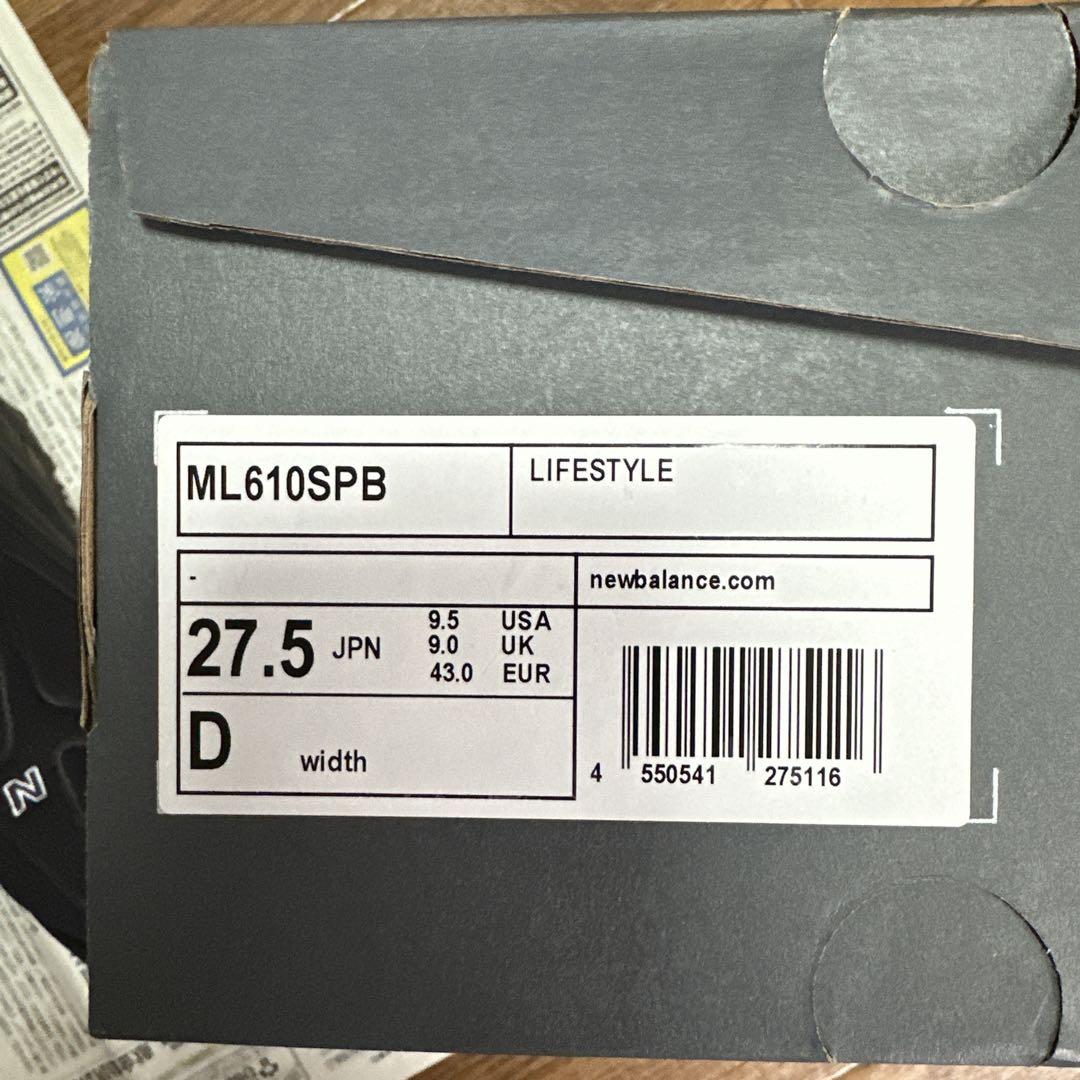 ML610SPB
LIFESTYLE
-
newbalance.com
27.5 JPN
9.5 USA
9.0 UK
43.0 EUR
D width
4 550541 275116
N